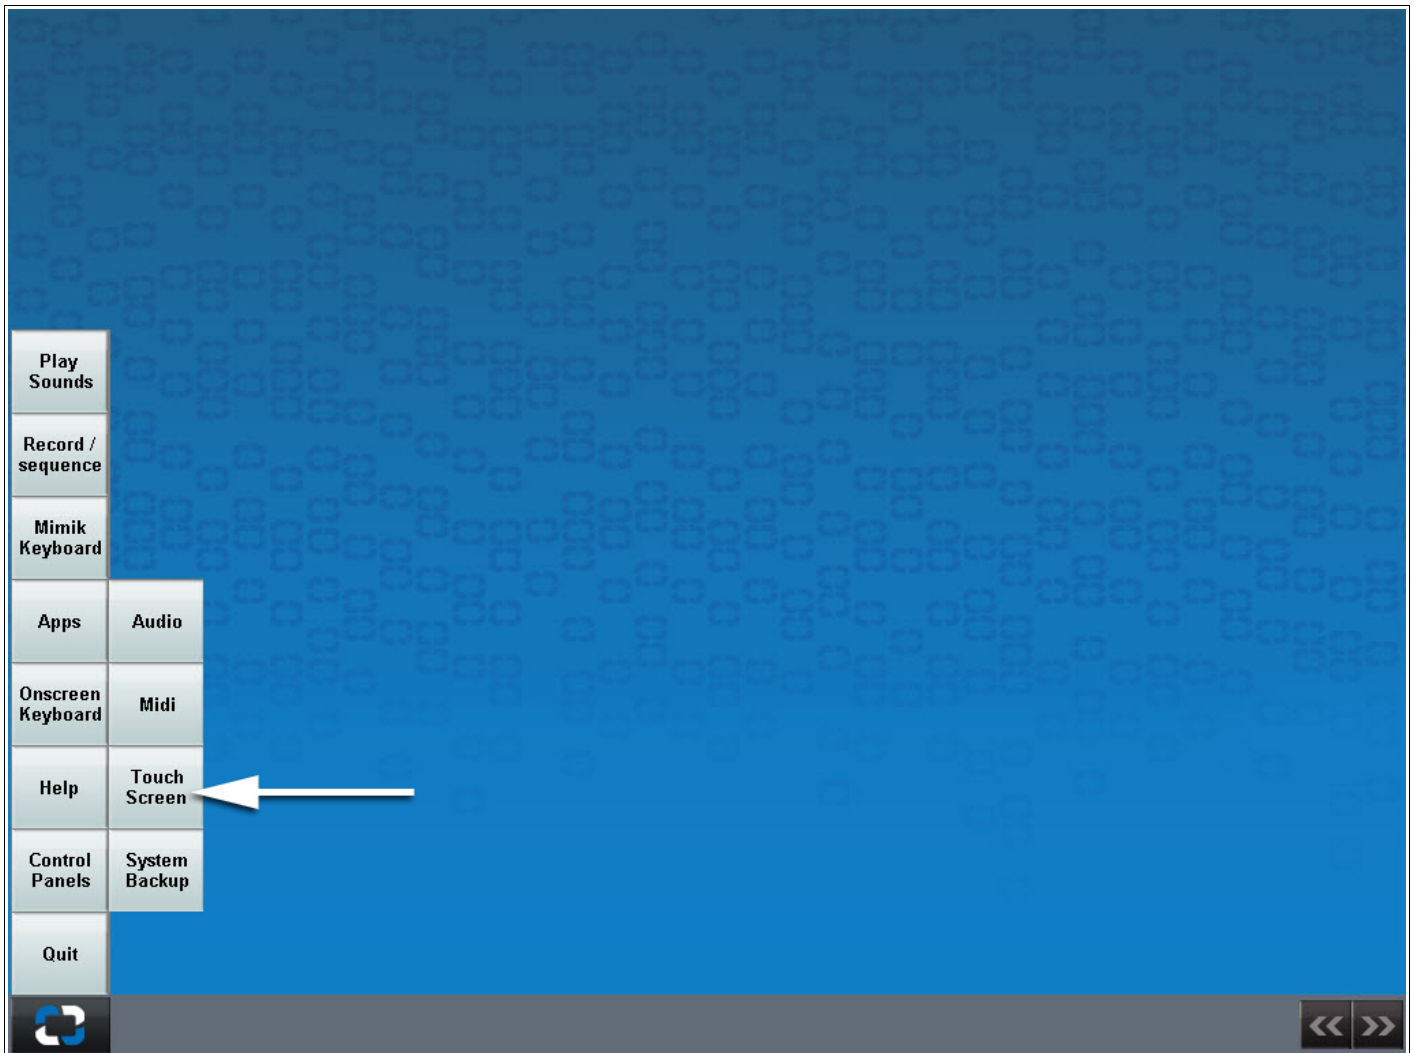 Play
Sounds
Record /
sequence
Mimik
Keyboard
Apps
Audio
Onscreen
Keyboard
Midi
Help
Touch
Screen
Control
Panels
System
Backup
Quit